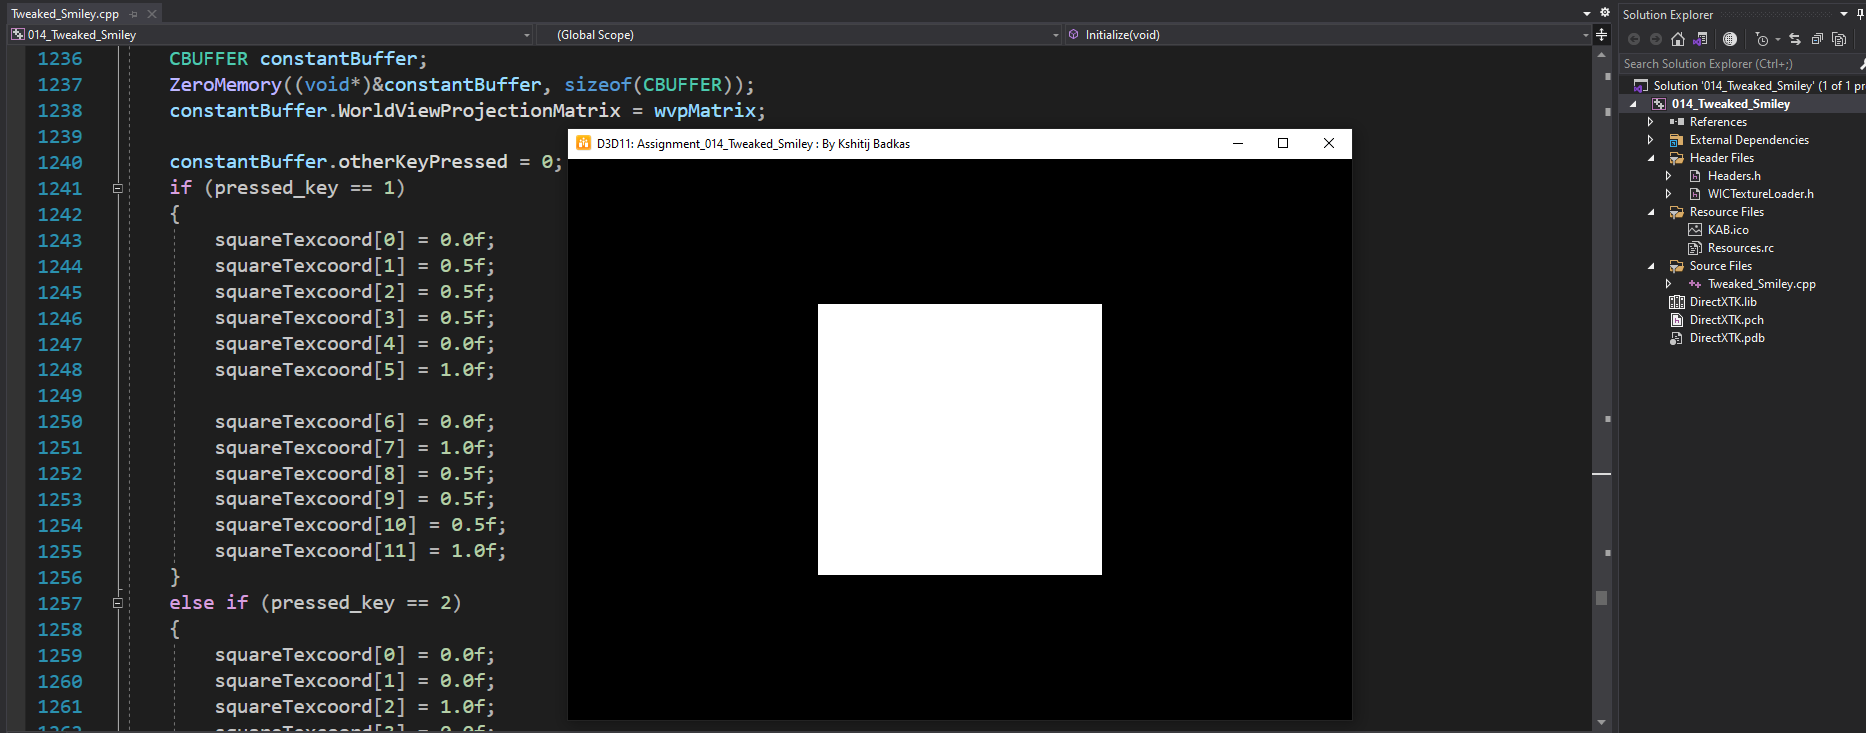 Tweaked_Smiley.cpp
014_Tweaked_Smiley (Global Scope) Initialize(void)
1236 CBUFFER constantBuffer;
1237 ZeroMemory((void*)&constantBuffer, sizeof(CBUFFER));
1238 constantBuffer.WorldViewProjectionMatrix = wvpMatrix;
1239
1240 constantBuffer.otherKeyPressed = 0;
1241 if (pressed_key == 1)
1242 {
1243 squareTexcoord[0] = 0.0f;
1244 squareTexcoord[1] = 0.5f;
1245 squareTexcoord[2] = 0.5f;
1246 squareTexcoord[3] = 0.5f;
1247 squareTexcoord[4] = 0.0f;
1248 squareTexcoord[5] = 1.0f;
1249
1250 squareTexcoord[6] = 0.0f;
1251 squareTexcoord[7] = 1.0f;
1252 squareTexcoord[8] = 0.5f;
1253 squareTexcoord[9] = 0.5f;
1254 squareTexcoord[10] = 0.5f;
1255 squareTexcoord[11] = 1.0f;
1256 }
1257 else if (pressed_key == 2)
1258 {
1259 squareTexcoord[0] = 0.0f;
1260 squareTexcoord[1] = 0.0f;
1261 squareTexcoord[2] = 1.0f;
D3D11: Assignment_014_Tweaked_Smiley : By Kshitij Badkas
Solution Explorer
Search Solution Explorer (Ctrl+;)
Solution '014_Tweaked_Smiley' (1 of 1 pr
014_Tweaked_Smiley
References
External Dependencies
Header Files
Headers.h
WICTextureLoader.h
Resource Files
KAB.ico
Resources.rc
Source Files
Tweaked_Smiley.cpp
DirectXTK.lib
DirectXTK.pch
DirectXTK.pdb